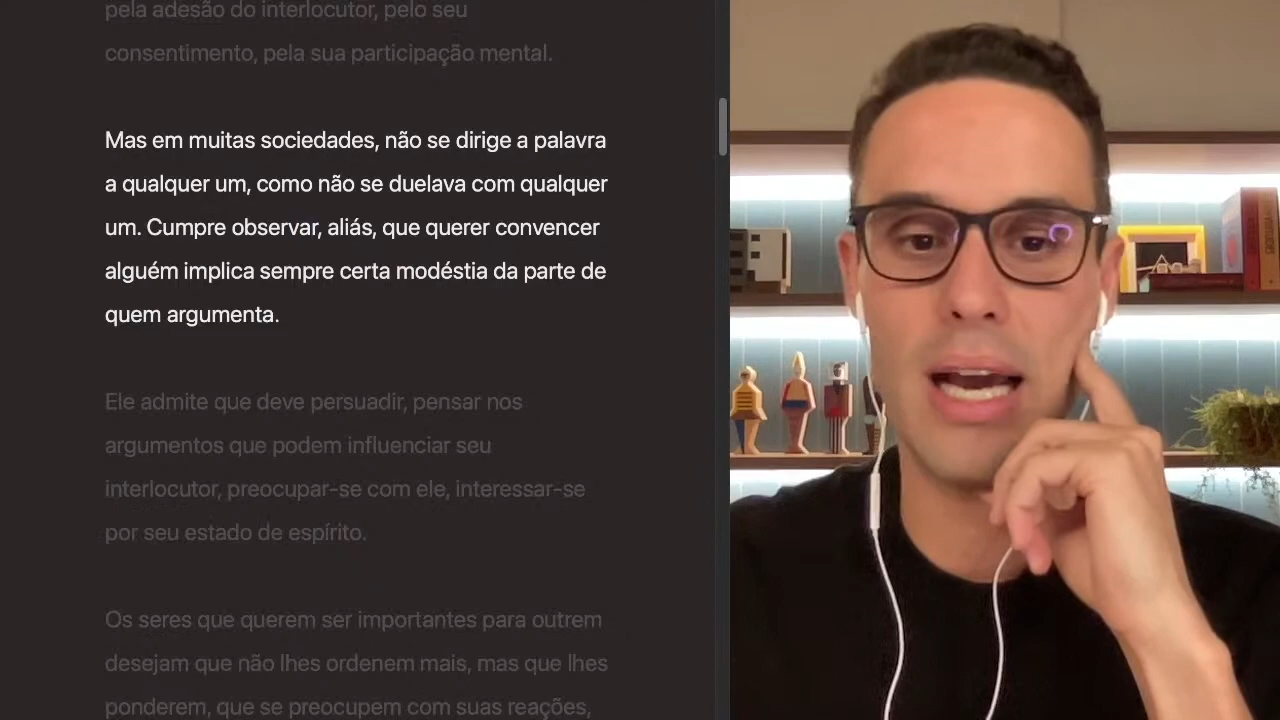 pela adesão do interlocutor, pelo seu
consentimento, pela sua participação mental.
Mas em muitas sociedades, não se dirige a palavra
a qualquer um, como não se duelava com qualquer
um. Cumpre observar, aliás, que querer convencer
alguém implica sempre certa modéstia da parte de
quem argumenta.
Ele admite que deve persuadir, pensar nos
argumentos que podem influenciar seu
interlocutor, preocupar-se com ele, interessar-se
por seu estado de espírito.
Os seres que querem ser importantes para outrem
desejam que não lhes ordenem mais, mas que lhes
ponderem, que se preocupem com suas reações,